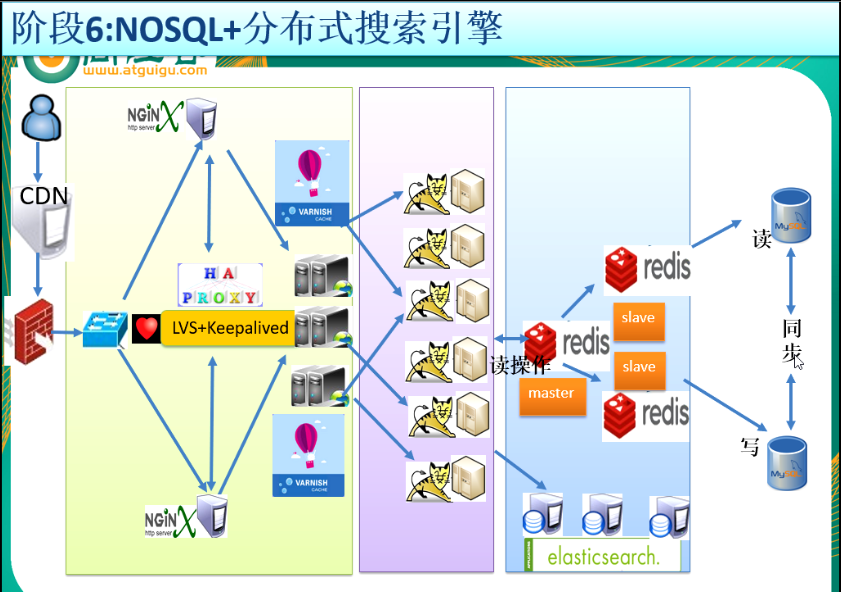 阶段6:NOSQL+分布式搜索引擎
www.atguigu.com
CDN
NGiNX
http server
VARNISH
CACHE
HA
PROXY
LVS+Keepalived
VARNISH
CACHE
NGiNX
http server
redis
redis
读操作
master
slave
slave
redis
elasticsearch.
读
MySQL
同
步
写
MySQL